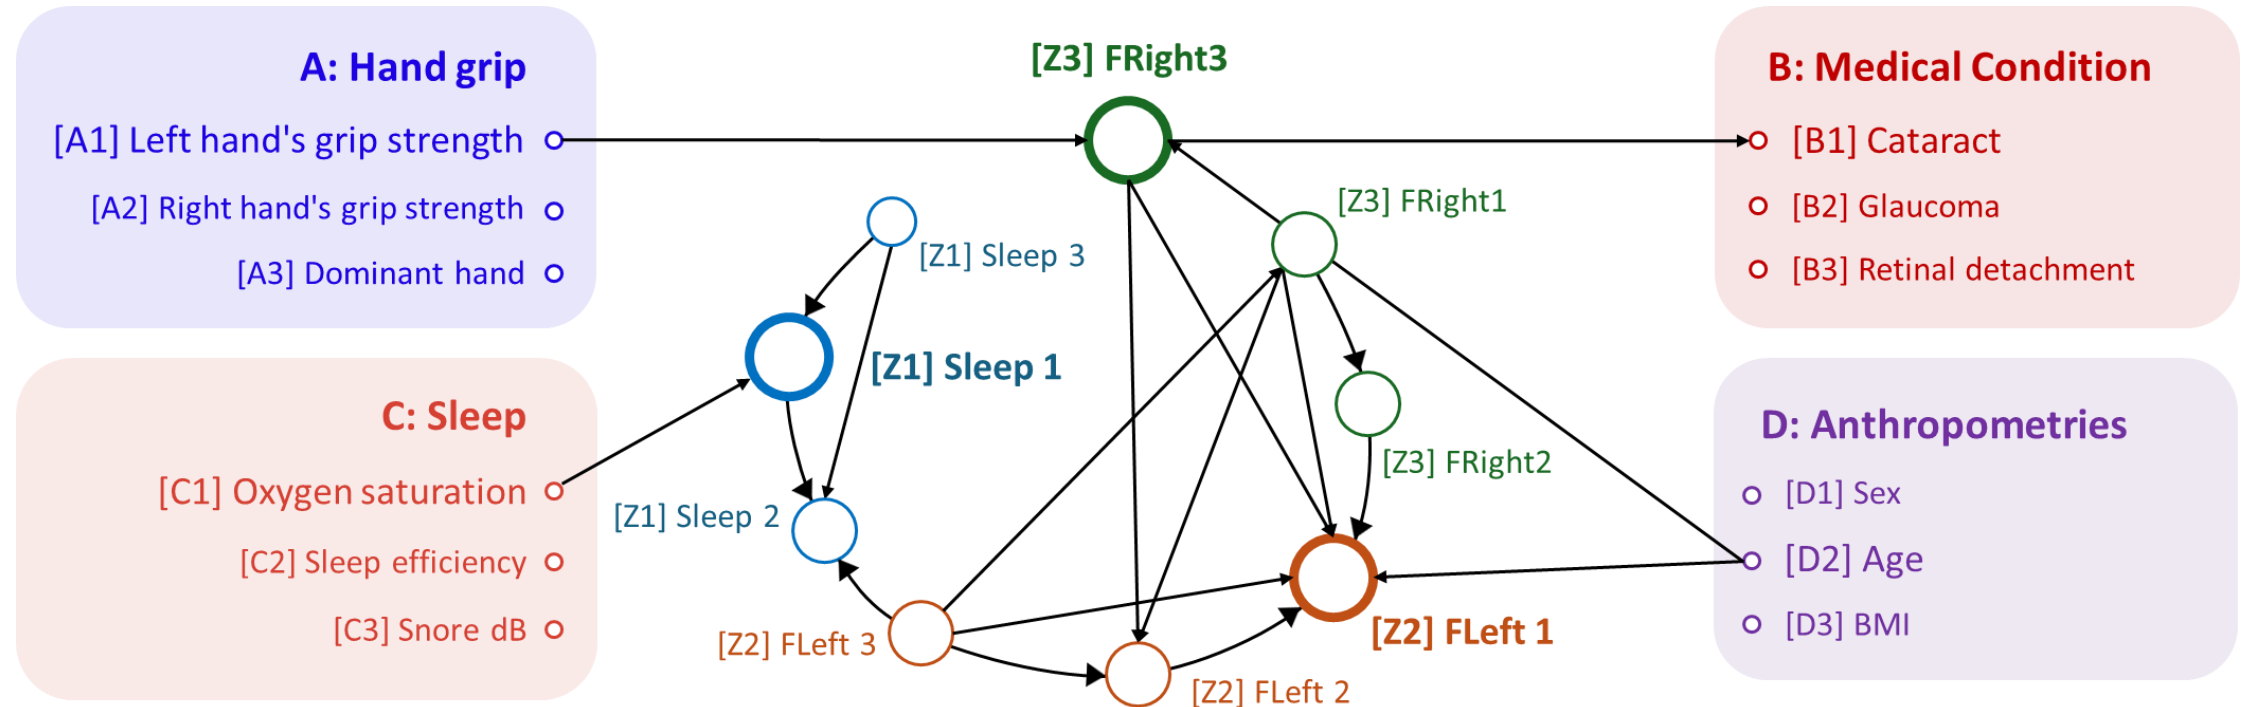 A: Hand grip
[A1] Left hand's grip strength
[A2] Right hand's grip strength
[A3] Dominant hand
[Z3] FRight3
B: Medical Condition
[B1] Cataract
[B2] Glaucoma
[B3] Retinal detachment
[Z3] FRight1
[Z1] Sleep 3
[Z1] Sleep 1
C: Sleep
[C1] Oxygen saturation
[C2] Sleep efficiency
[C3] Snore dB
[Z1] Sleep 2
[Z3] FRight2
D: Anthropometries
[D1] Sex
[D2] Age
[D3] BMI
[Z2] FLeft 3
[Z2] FLeft 1
[Z2] FLeft 2